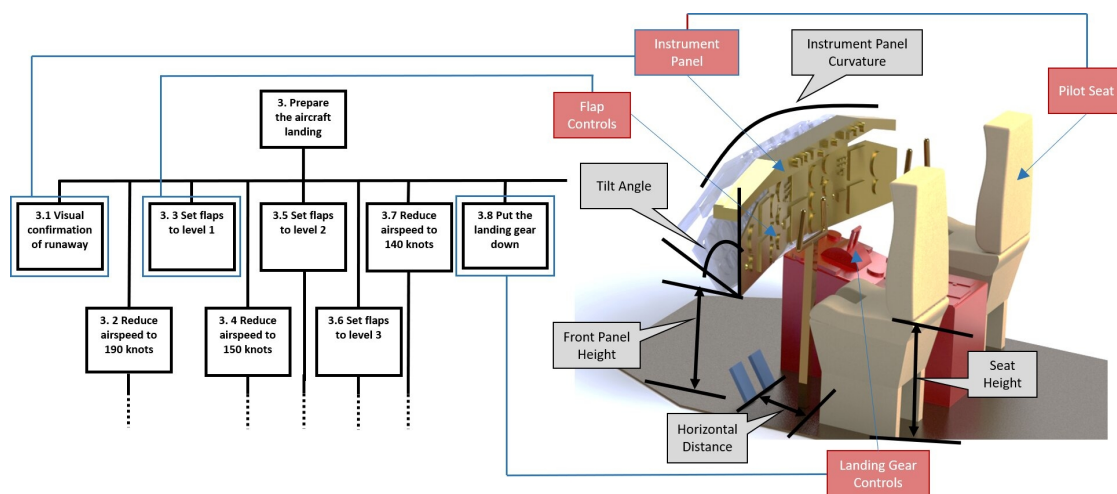 Instrument
Panel
Instrument Panel
Curvature
Pilot Seat
Flap
Controls
3. Prepare
the aircraft
landing
Tilt Angle
3.1 Visual
confirmation
of runaway
3. 3 Set flaps
to level 1
3.5 Set flaps
to level 2
3.7 Reduce
airspeed to
140 knots
3.8 Put the
landing gear
down
3. 2 Reduce
airspeed to
190 knots
3. 4 Reduce
airspeed to
150 knots
3.6 Set flaps
to level 3
Front Panel
Height
Seat
Height
Horizontal
Distance
Landing Gear
Controls